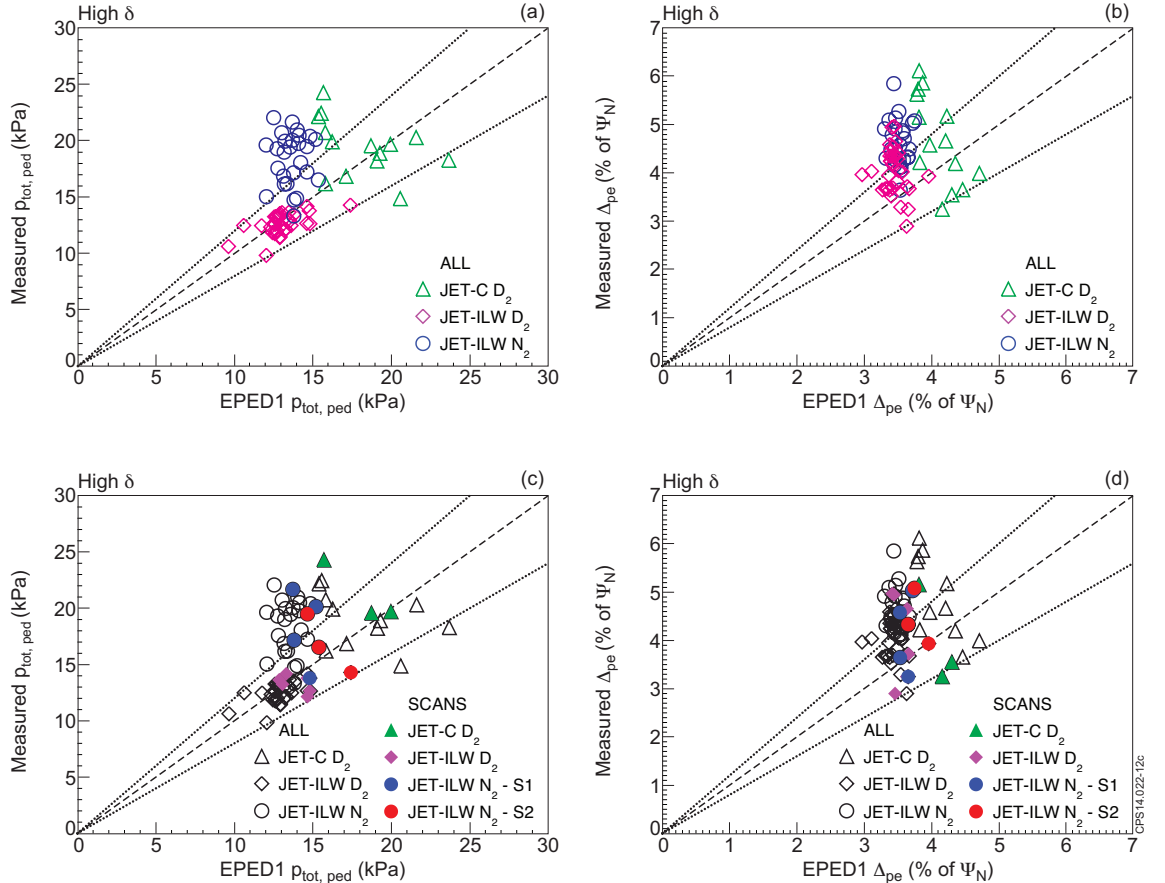 High δ
(a)
30
25
20
15
10
5
0
Measured p_tot, ped (kPa)
ALL
JET-C D₂
JET-ILW D₂
JET-ILW N₂
0 5 10 15 20 25 30
EPED1 p_tot, ped (kPa)
High δ
(b)
7
6
5
4
3
2
1
0
Measured Δ_pe (% of Ψ_N)
ALL
JET-C D₂
JET-ILW D₂
JET-ILW N₂
0 1 2 3 4 5 6 7
EPED1 Δ_pe (% of Ψ_N)
High δ
(c)
30
25
20
15
10
5
0
Measured p_tot, ped (kPa)
ALL
JET-C D₂
JET-ILW D₂
JET-ILW N₂
SCANS
JET-C D₂
JET-ILW D₂
JET-ILW N₂ - S1
JET-ILW N₂ - S2
0 5 10 15 20 25 30
EPED1 p_tot, ped (kPa)
High δ
(d)
7
6
5
4
3
2
1
0
Measured Δ_pe (% of Ψ_N)
ALL
JET-C D₂
JET-ILW D₂
JET-ILW N₂
SCANS
JET-C D₂
JET-ILW D₂
JET-ILW N₂ - S1
JET-ILW N₂ - S2
0 1 2 3 4 5 6 7
EPED1 Δ_pe (% of Ψ_N)
CPS14.022-12c